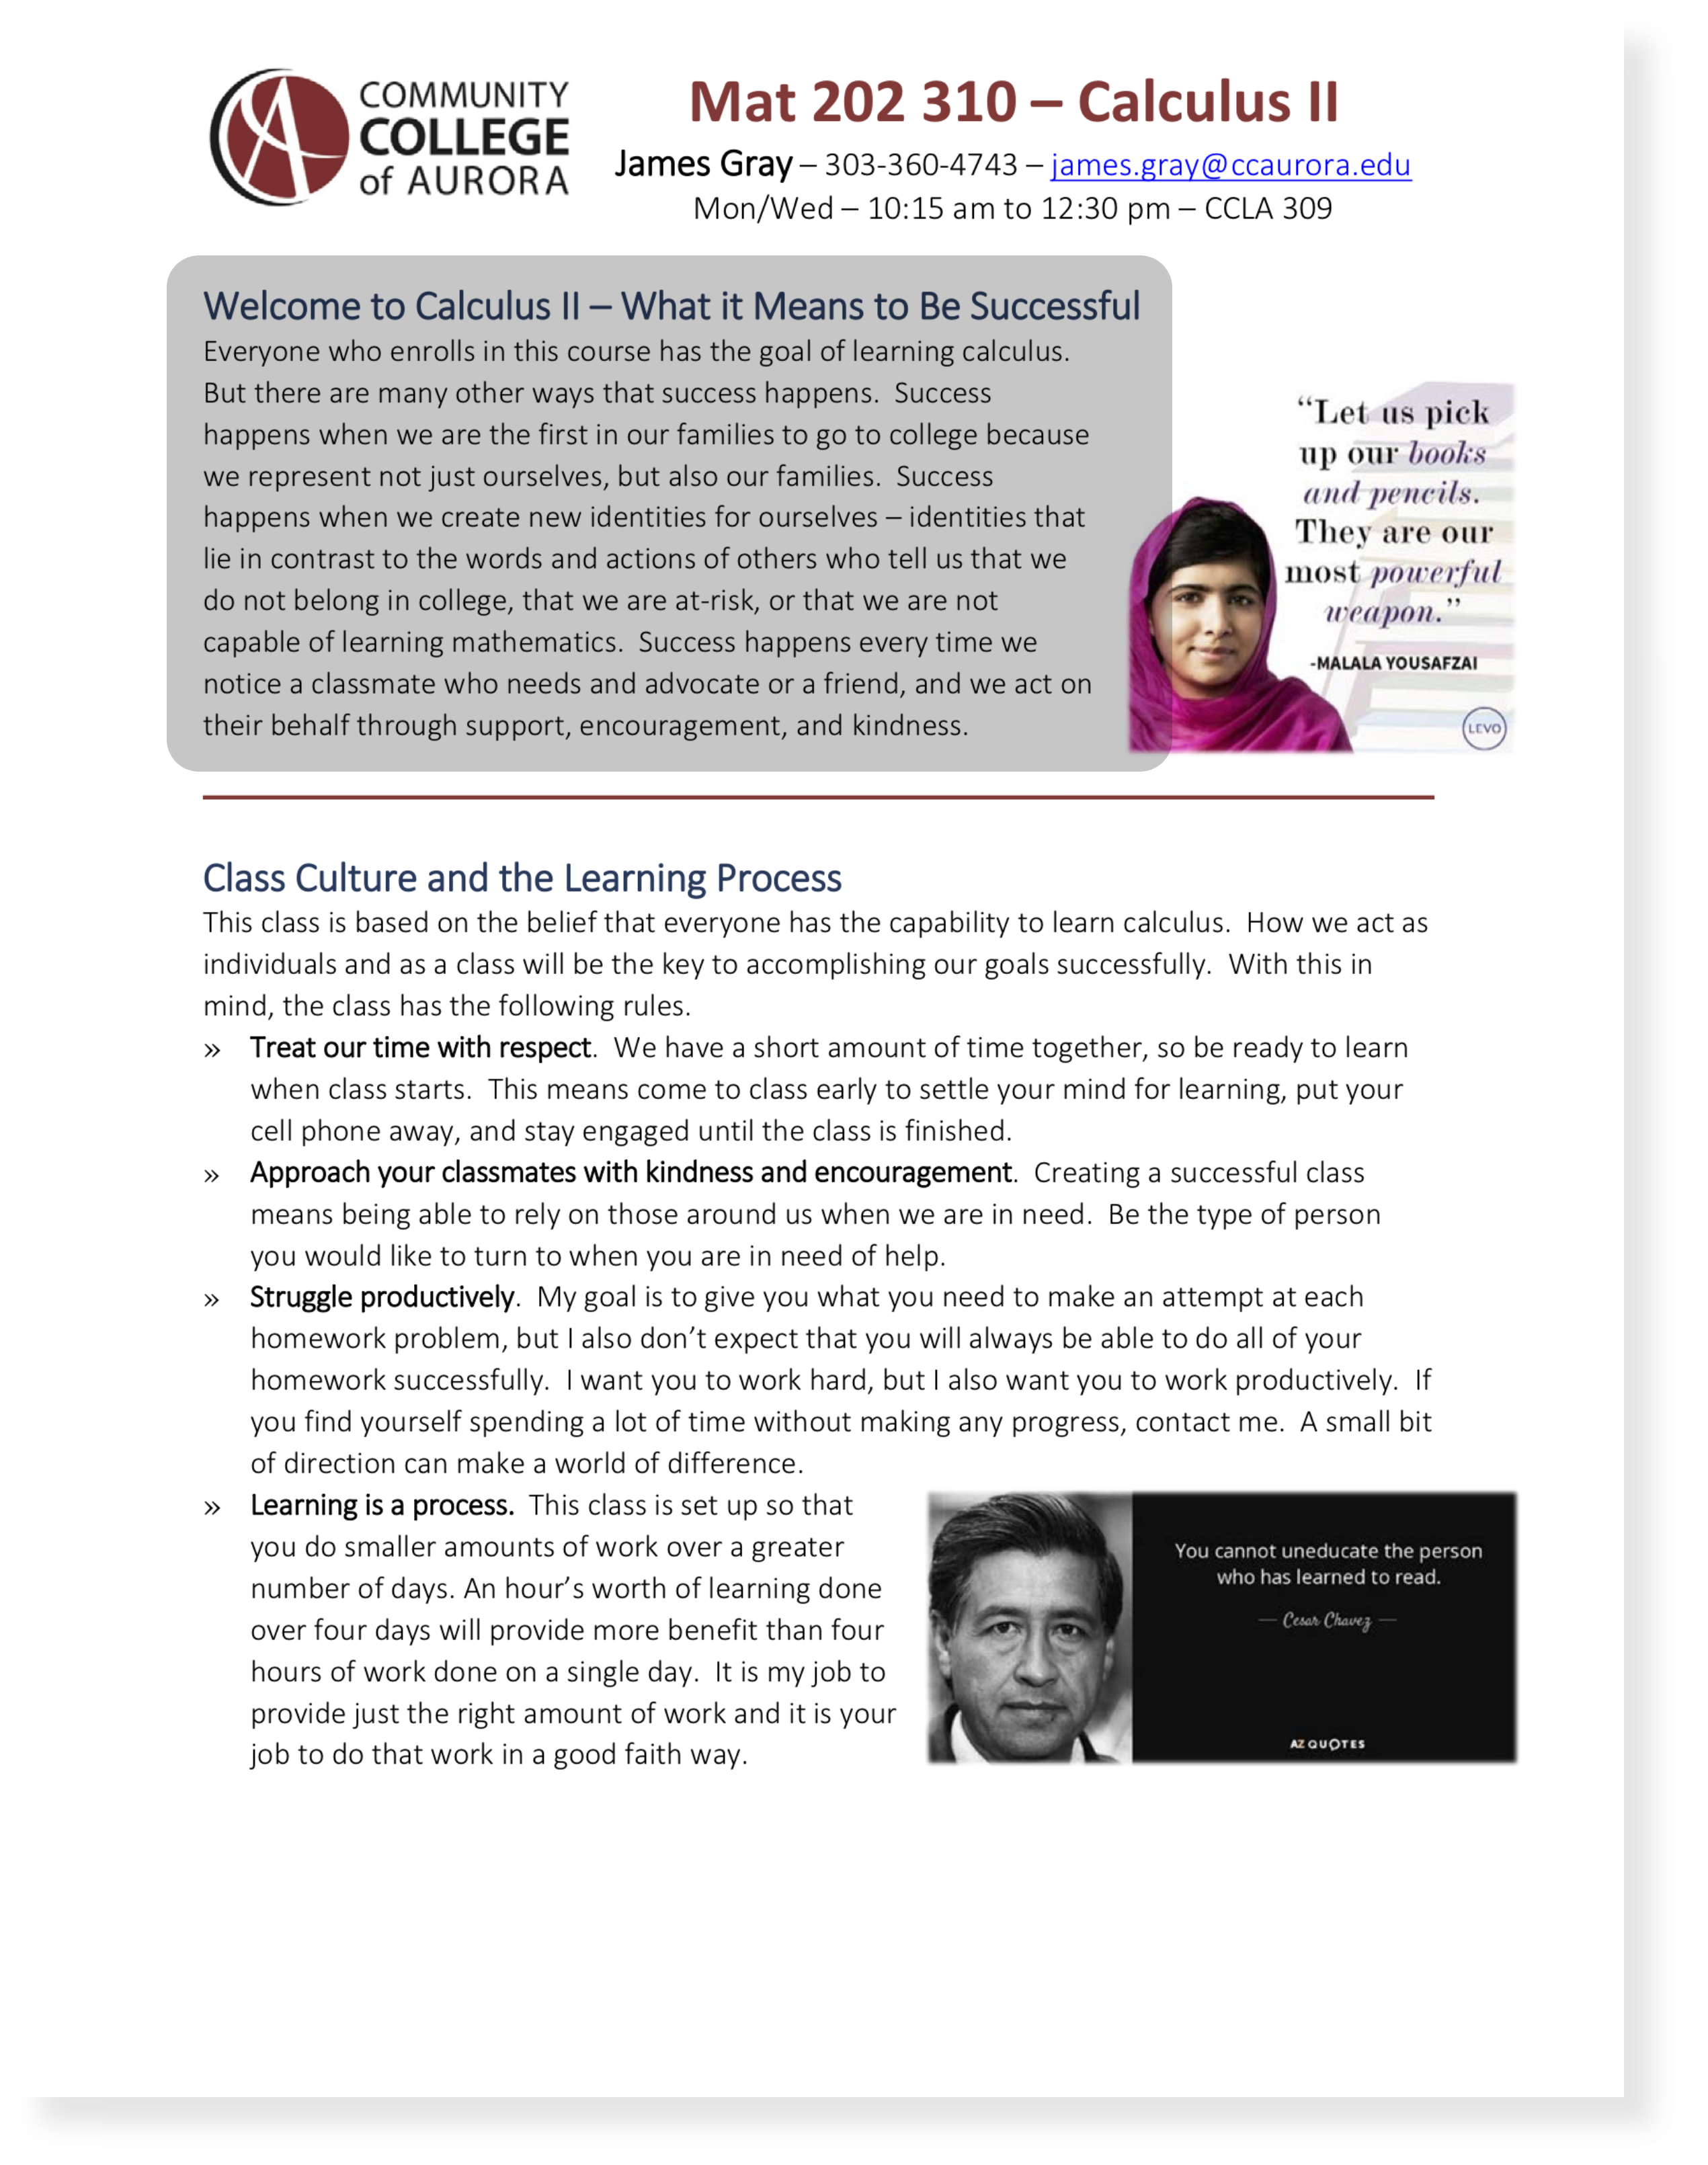 COMMUNITY
COLLEGE
of AURORA
Mat 202 310 – Calculus II
James Gray – 303-360-4743 – james.gray@ccaurora.edu
Mon/Wed – 10:15 am to 12:30 pm – CCLA 309
Welcome to Calculus II – What it Means to Be Successful
Everyone who enrolls in this course has the goal of learning calculus.
But there are many other ways that success happens.  Success
happens when we are the first in our families to go to college because
we represent not just ourselves, but also our families.  Success
happens when we create new identities for ourselves – identities that
lie in contrast to the words and actions of others who tell us that we
do not belong in college, that we are at-risk, or that we are not
capable of learning mathematics.  Success happens every time we
notice a classmate who needs and advocate or a friend, and we act on
their behalf through support, encouragement, and kindness.
“Let us pick
up our books
and pencils.
They are our
most powerful
weapon.”
-MALALA YOUSAFZAI
LEVO
Class Culture and the Learning Process
This class is based on the belief that everyone has the capability to learn calculus.  How we act as
individuals and as a class will be the key to accomplishing our goals successfully.  With this in
mind, the class has the following rules.
» Treat our time with respect.  We have a short amount of time together, so be ready to learn
when class starts.  This means come to class early to settle your mind for learning, put your
cell phone away, and stay engaged until the class is finished.
» Approach your classmates with kindness and encouragement.  Creating a successful class
means being able to rely on those around us when we are in need.  Be the type of person
you would like to turn to when you are in need of help.
» Struggle productively.  My goal is to give you what you need to make an attempt at each
homework problem, but I also don’t expect that you will always be able to do all of your
homework successfully.  I want you to work hard, but I also want you to work productively.  If
you find yourself spending a lot of time without making any progress, contact me.  A small bit
of direction can make a world of difference.
» Learning is a process.  This class is set up so that
you do smaller amounts of work over a greater
number of days. An hour’s worth of learning done
over four days will provide more benefit than four
hours of work done on a single day.  It is my job to
provide just the right amount of work and it is your
job to do that work in a good faith way.
You cannot uneducate the person
who has learned to read.
— Cesar Chavez —
AZ QUOTES